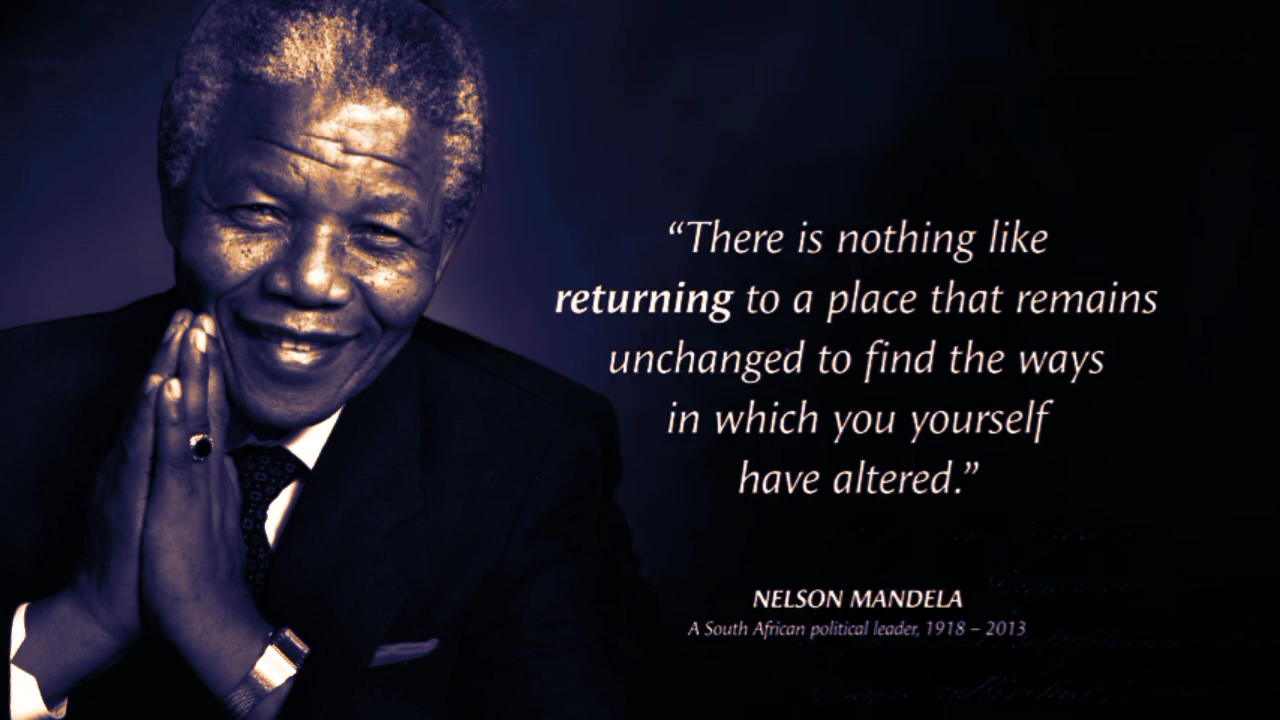 “There is nothing like
returning to a place that remains
unchanged to find the ways
in which you yourself
have altered.”
NELSON MANDELA
A South African political leader, 1918 – 2013